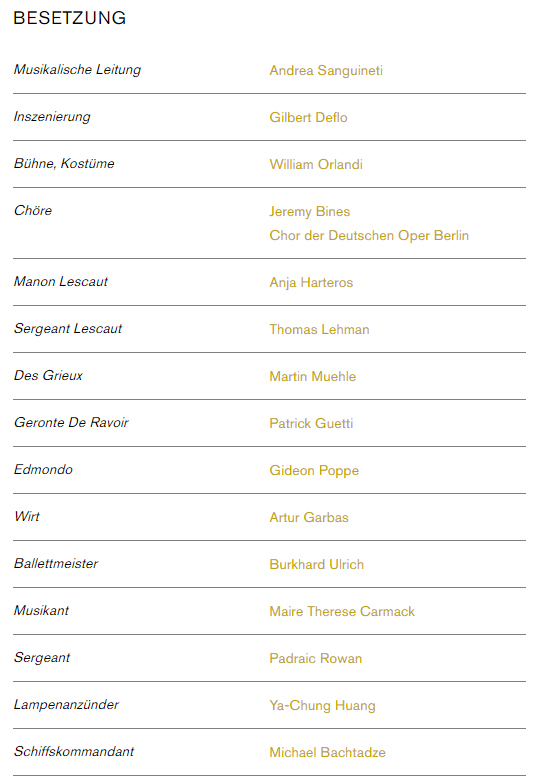 BESETZUNG
Musikalische Leitung Andrea Sanguineti
Inszenierung Gilbert Deflo
Bühne, Kostüme William Orlandi
Chöre Jeremy Bines
Chor der Deutschen Oper Berlin
Manon Lescaut Anja Harteros
Sergeant Lescaut Thomas Lehman
Des Grieux Martin Muehle
Geronte De Ravoir Patrick Guetti
Edmondo Gideon Poppe
Wirt Artur Garbas
Ballettmeister Burkhard Ulrich
Musikant Maire Therese Carmack
Sergeant Padraic Rowan
Lampenanzünder Ya-Chung Huang
Schiffskommandant Michael Bachtadze